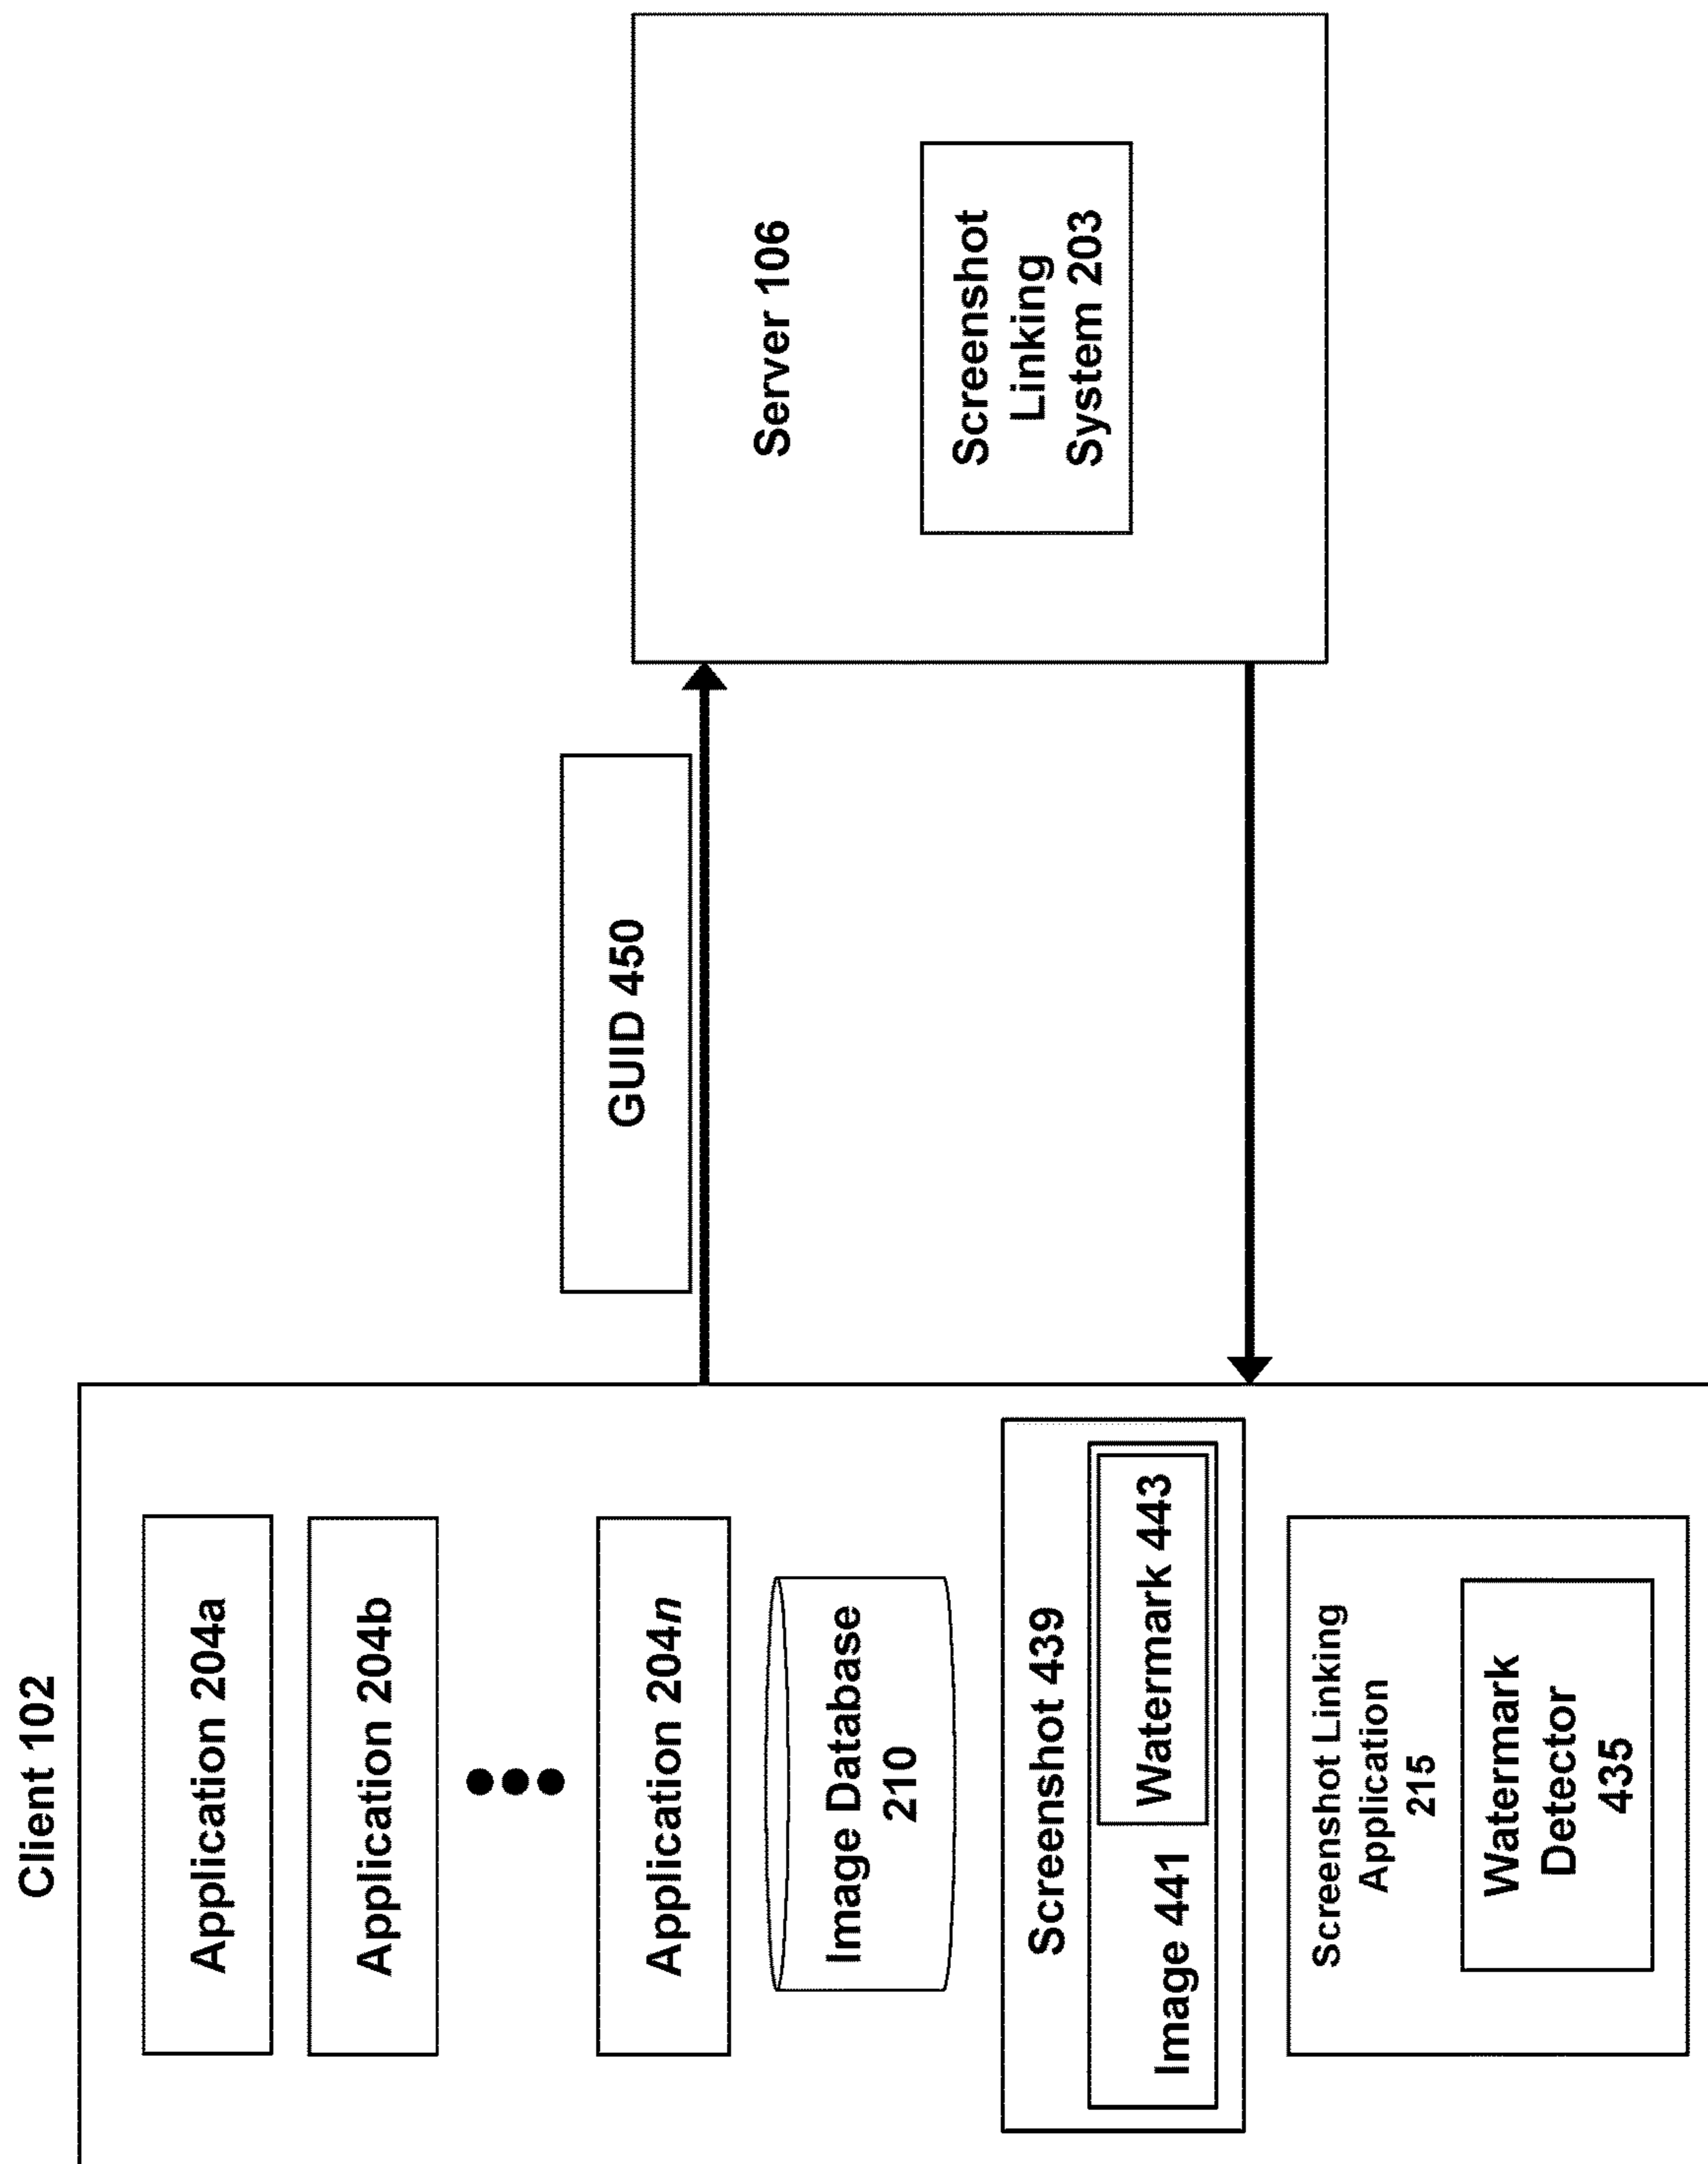 Client 102
Application 204a
Application 204b
Application 204n
Image Database
210
Screenshot 439
Image 441
Watermark 443
Screenshot Linking
Application
215
Watermark
Detector
435
GUID 450
Server 106
Screenshot
Linking
System 203